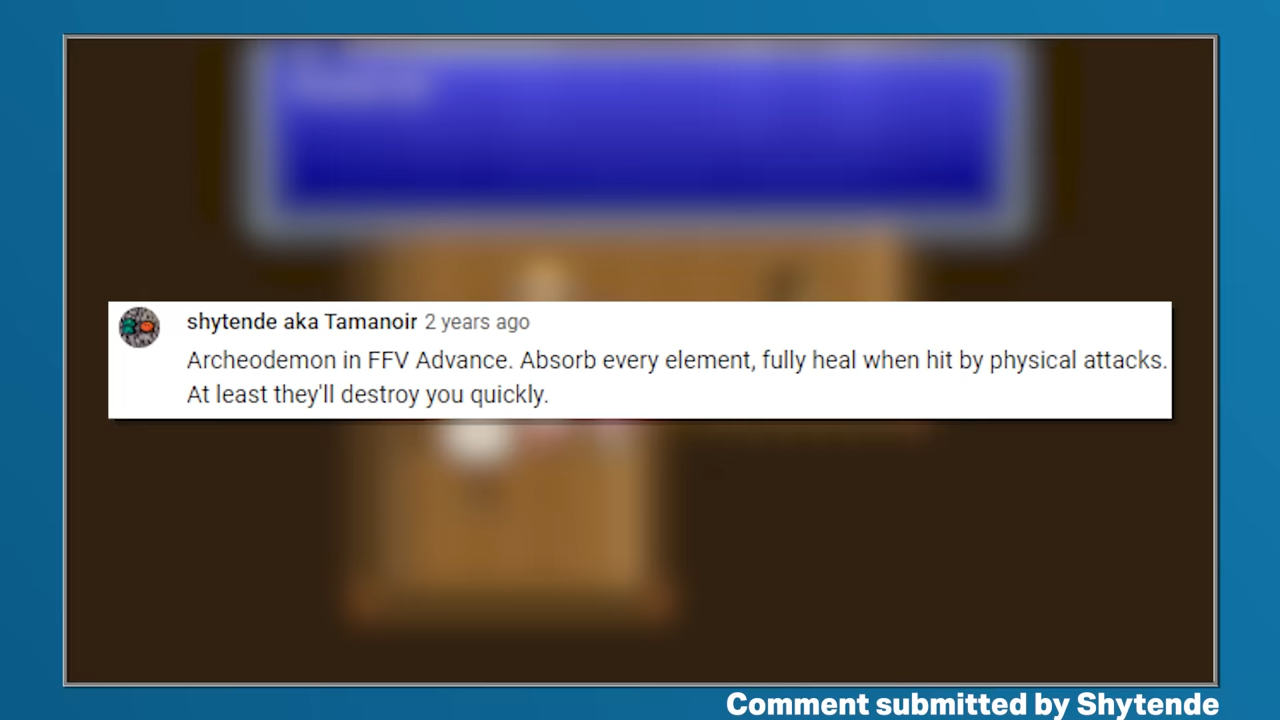 shytende aka Tamanoir 2 years ago
Archeodemon in FFV Advance. Absorb every element, fully heal when hit by physical attacks.
At least they'll destroy you quickly.
Comment submitted by Shytende